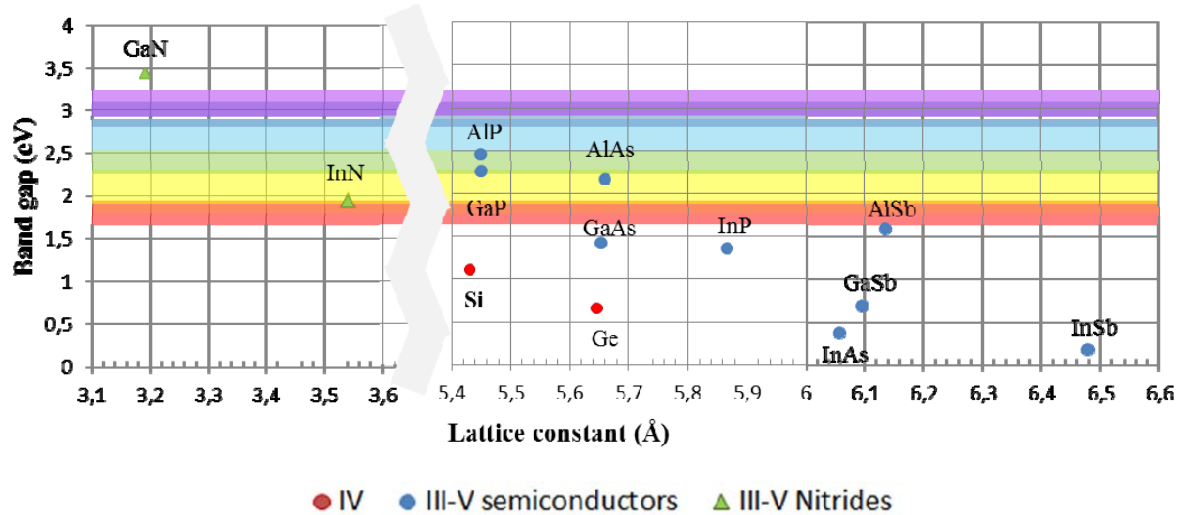 Band gap (eV)
4
3,5
3
2,5
2
1,5
1
0,5
0
GaN
InN
AlP
GaP
AlAs
GaAs
InP
AlSb
Si
Ge
GaSb
InAs
InSb
3,1 3,2 3,3 3,4 3,5 3,6 5,4 5,5 5,6 5,7 5,8 5,9 6 6,1 6,2 6,3 6,4 6,5 6,6
Lattice constant (Å)
IV III-V semiconductors III-V Nitrides